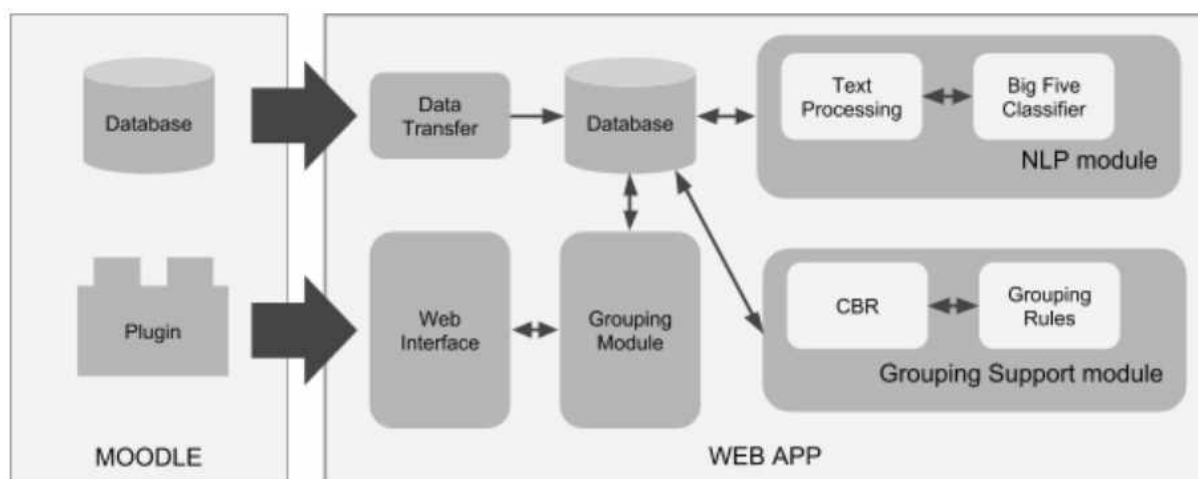 Database
Plugin
MOODLE
Data
Transfer
Database
Text
Processing
Big Five
Classifier
NLP module
Web
Interface
Grouping
Module
CBR
Grouping
Rules
Grouping Support module
WEB APP